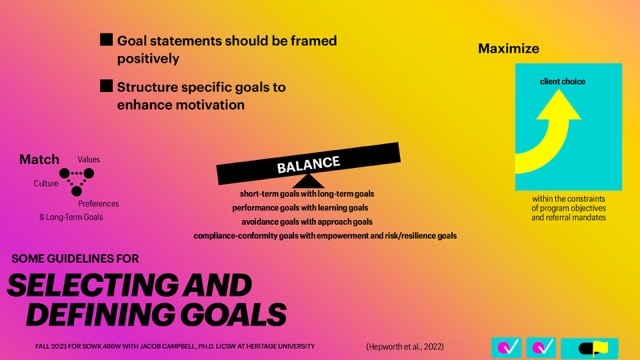 Goal statements should be framed
positively
Structure specific goals to
enhance motivation
Maximize
client choice
within the constraints
of program objectives
and referral mandates
Match
Values
Culture
Preferences
& Long-Term Goals
BALANCE
short-term goals with long-term goals
performance goals with learning goals
avoidance goals with approach goals
compliance-conformity goals with empowerment and risk/resilience goals
SOME GUIDELINES FOR
SELECTING AND
DEFINING GOALS
FALL 2023 FOR SOWK 486W WITH JACOB CAMPBELL, PH.D. LICSW AT HERITAGE UNIVERSITY
(Hepworth et al., 2022)